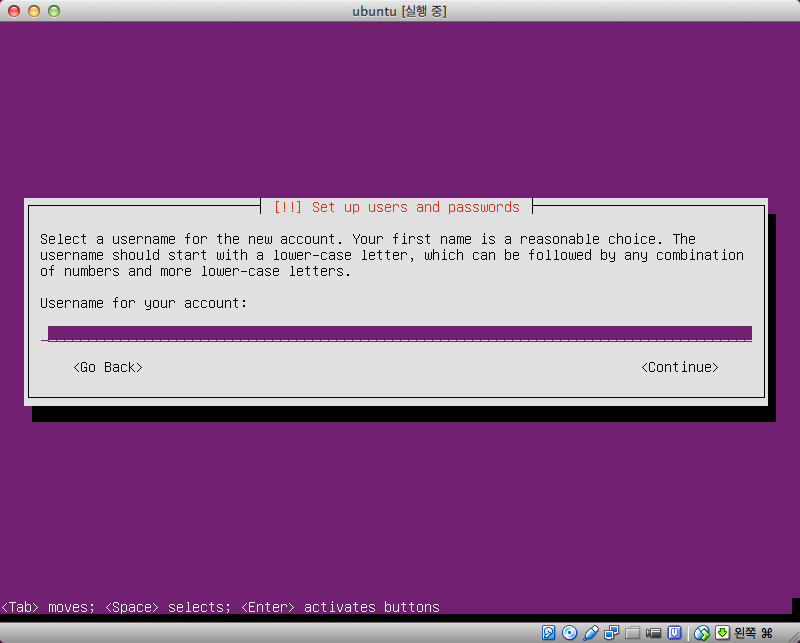 ubuntu [실행 중]
[!!] Set up users and passwords
Select a username for the new account. Your first name is a reasonable choice. The
username should start with a lower-case letter, which can be followed by any combination
of numbers and more lower-case letters.
Username for your account:
<Go Back> <Continue>
<Tab> moves; <Space> selects; <Enter> activates buttons
왼쪽 ⌘